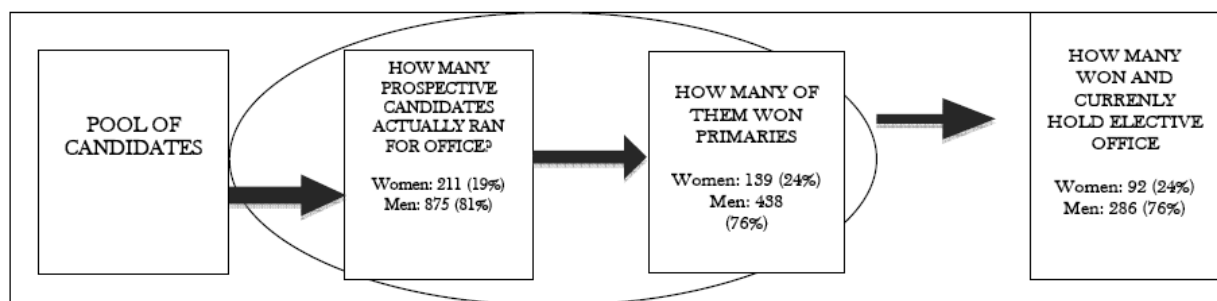 POOL OF
CANDIDATES
HOW MANY
PROSPECTIVE
CANDIDATES
ACTUALLY RAN
FOR OFFICE?
Women: 211 (19%)
Men: 875 (81%)
HOW MANY OF
THEM WON
PRIMARIES
Women: 139 (24%)
Men: 438
(76%)
HOW MANY
WON AND
CURRENLY
HOLD ELECTIVE
OFFICE
Women: 92 (24%)
Men: 286 (76%)